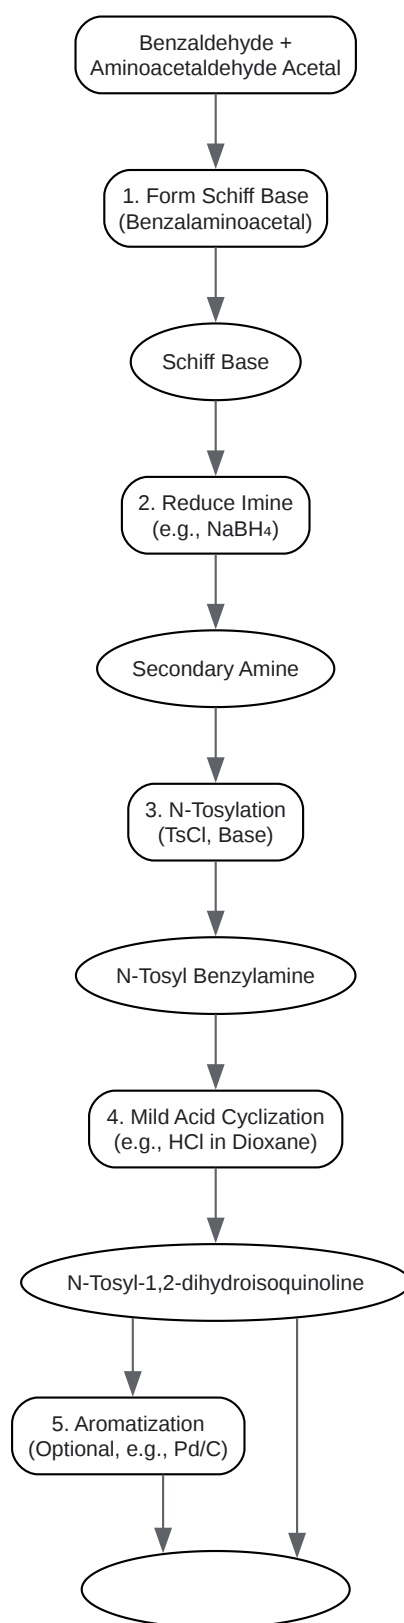 Benzaldehyde +
Aminoacetaldehyde Acetal
1. Form Schiff Base
(Benzalaminoacetal)
Schiff Base
2. Reduce Imine
(e.g., NaBH₄)
Secondary Amine
3. N-Tosylation
(TsCl, Base)
N-Tosyl Benzylamine
4. Mild Acid Cyclization
(e.g., HCl in Dioxane)
N-Tosyl-1,2-dihydroisoquinoline
5. Aromatization
(Optional, e.g., Pd/C)